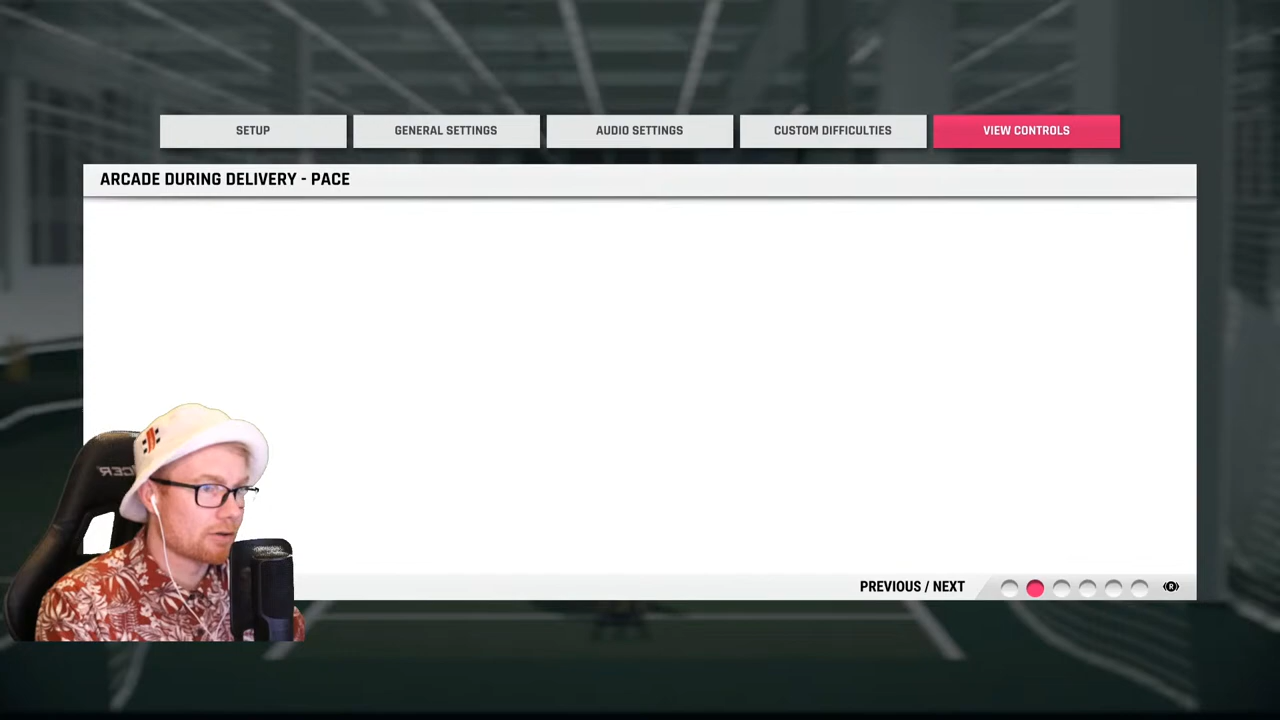 SETUP
GENERAL SETTINGS
AUDIO SETTINGS
CUSTOM DIFFICULTIES
VIEW CONTROLS
ARCADE DURING DELIVERY - PACE
PREVIOUS / NEXT
R